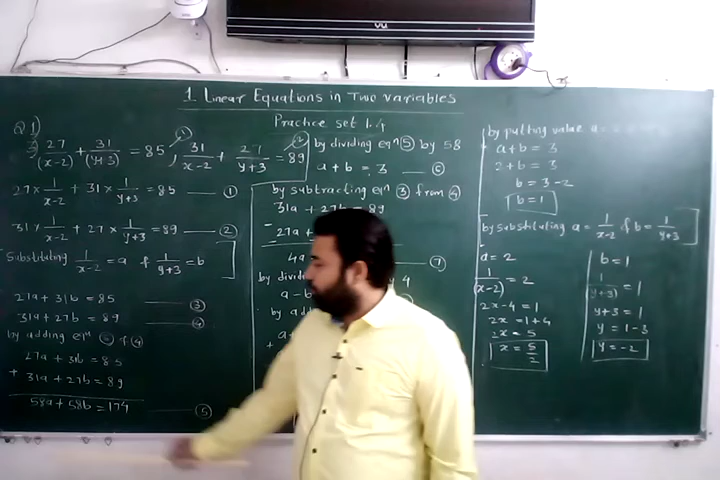 VU
1. Linear Equations in Two variables
Practice set 1.4
Q 1)
3) 27/(x-2) + 31/(y+3) = 85 ①, 31/x-2 + 27/y+3 = 89 ②
27 × 1/x-2 + 31 × 1/y+3 = 85 —— ①
31 × 1/x-2 + 27 × 1/y+3 = 89 —— ②
Substituting 1/x-2 = a & 1/y+3 = b
27a + 31b = 85 —— ③
31a + 27b = 89 —— ④
by adding eqn & ④
27a + 31b = 85
+ 31a + 27b = 89
58a + 58b = 174 —— ⑤
by dividing eqn ⑤ by 58
a + b = 3 —— ⑥
by subtracting eqn ③ from ④
31a + 27b = 89
- 27a +
4a
⑦
4
a - b
+
by putting value a =
a + b = 3
2 + b = 3
b = 3 - 2
b = 1
by substituting a = 1/x-2 & b = 1/y+3
a = 2
1/(x-2) = 2
2x - 4 = 1
2x = 1 + 4
2x = 5
x = 5/2
b = 1
1/(y+3) = 1
y + 3 = 1
y = 1 - 3
y = -2